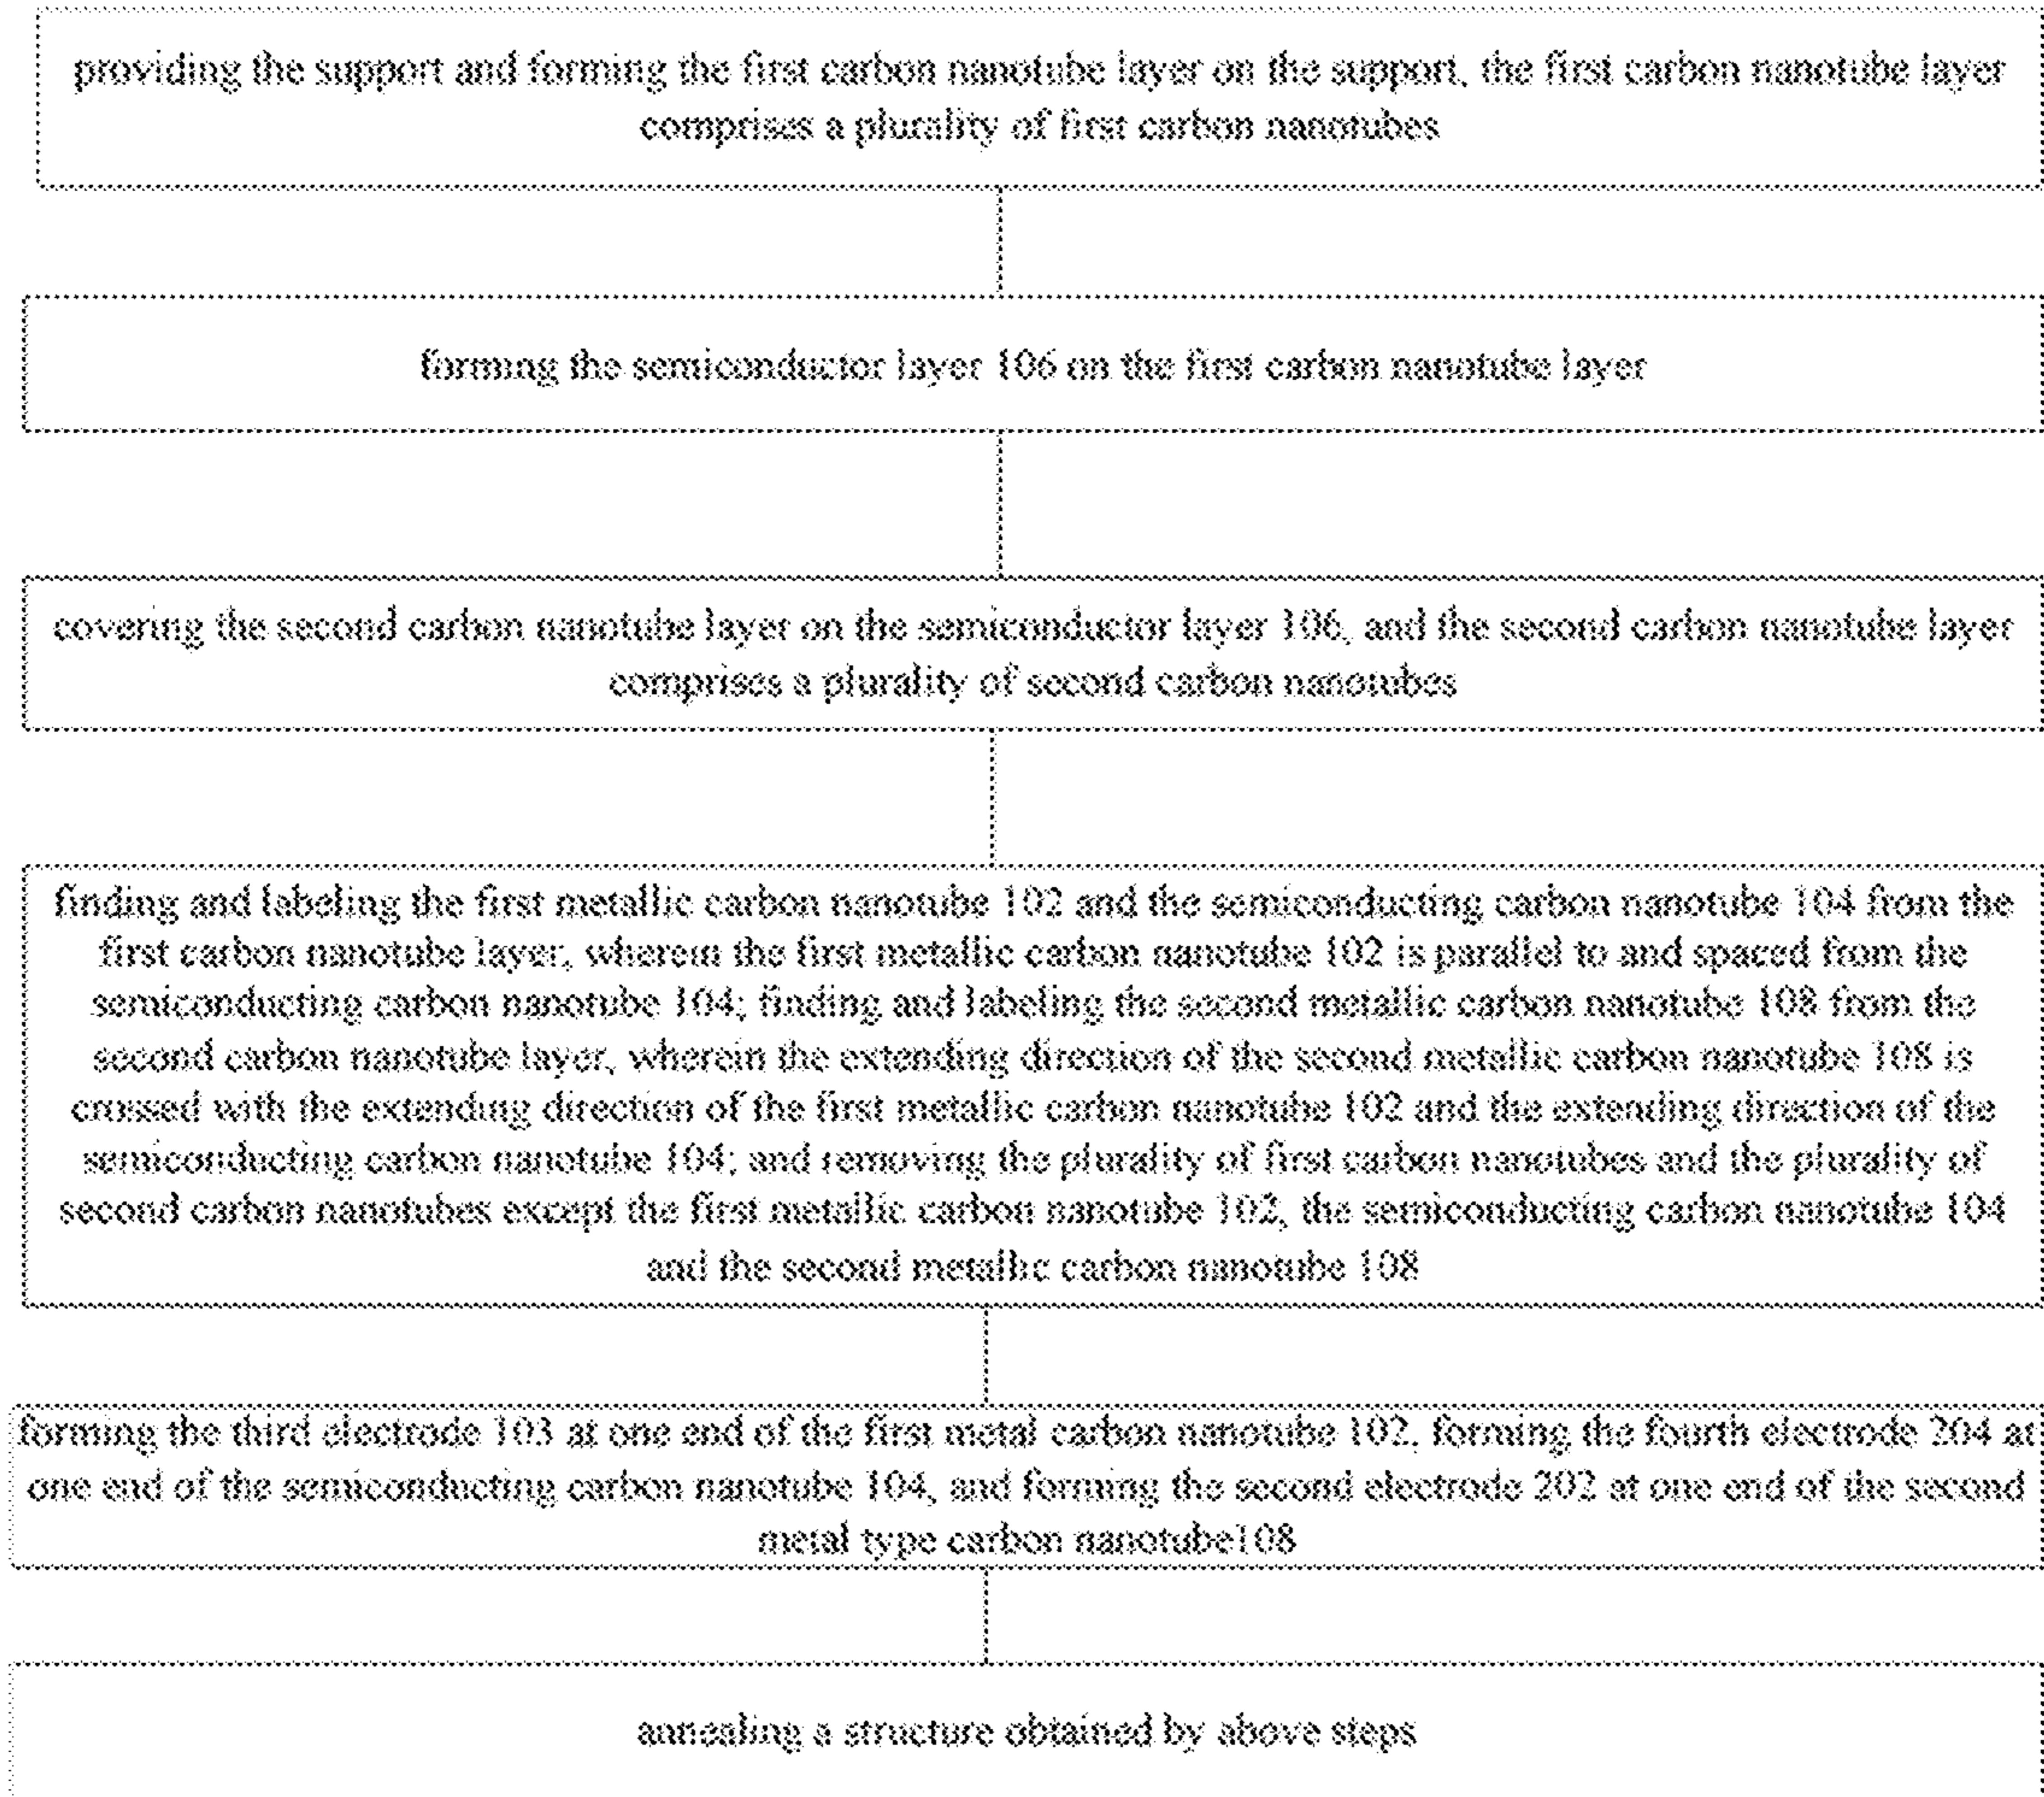 providing the support and forming the first carbon nanotube layer on the support, the first carbon nanotube layer
comprises a plurality of first carbon nanotubes
forming the semiconductor layer 106 on the first carbon nanotube layer
covering the second carbon nanotube layer on the semiconductor layer 106, and the second carbon nanotube layer
comprises a plurality of second carbon nanotubes
finding and labeling the first metallic carbon nanotube 102 and the semiconducting carbon nanotube 104 from the
first carbon nanotube layer, wherein the first metallic carbon nanotube 102 is parallel to and spaced from the
semiconducting carbon nanotube 104; finding and labeling the second metallic carbon nanotube 108 from the
second carbon nanotube layer, wherein the extending direction of the second metallic carbon nanotube 108 is
crossed with the extending direction of the first metallic carbon nanotube 102 and the extending direction of the
semiconducting carbon nanotube 104; and removing the plurality of first carbon nanotubes and the plurality of
second carbon nanotubes except the first metallic carbon nanotube 102, the semiconducting carbon nanotube 104
and the second metallic carbon nanotube 108
forming the third electrode 103 at one end of the first metal carbon nanotube 102, forming the fourth electrode 204 at
one end of the semiconducting carbon nanotube 104, and forming the second electrode 202 at one end of the second
metal type carbon nanotube108
annealing a structure obtained by above steps